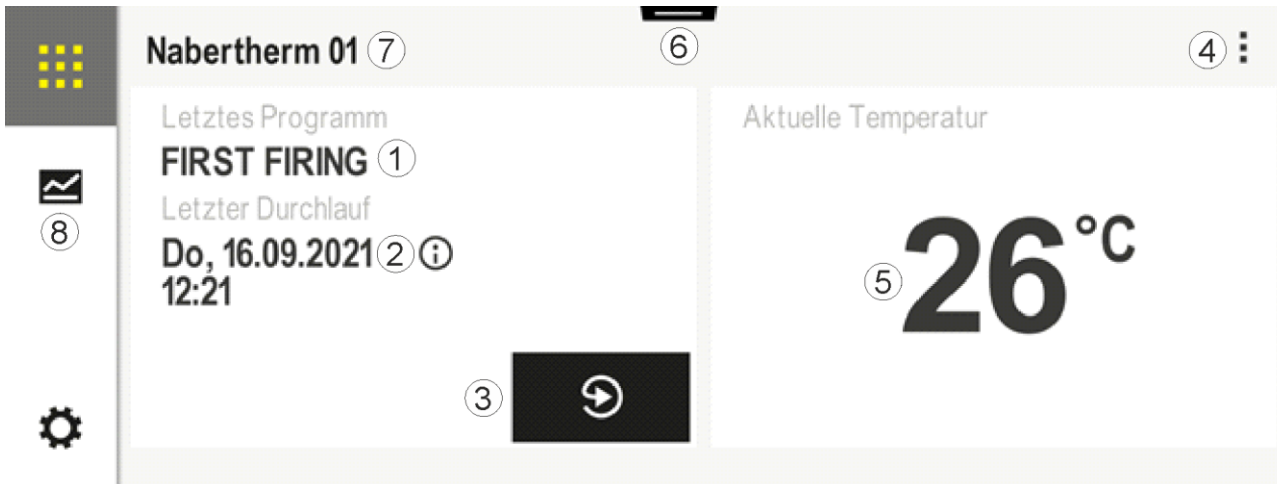 Nabertherm 01 7
6
4
Letztes Programm
FIRST FIRING 1
Letzter Durchlauf
Do, 16.09.2021 2
12:21
3
Aktuelle Temperatur
5 26 °C
8